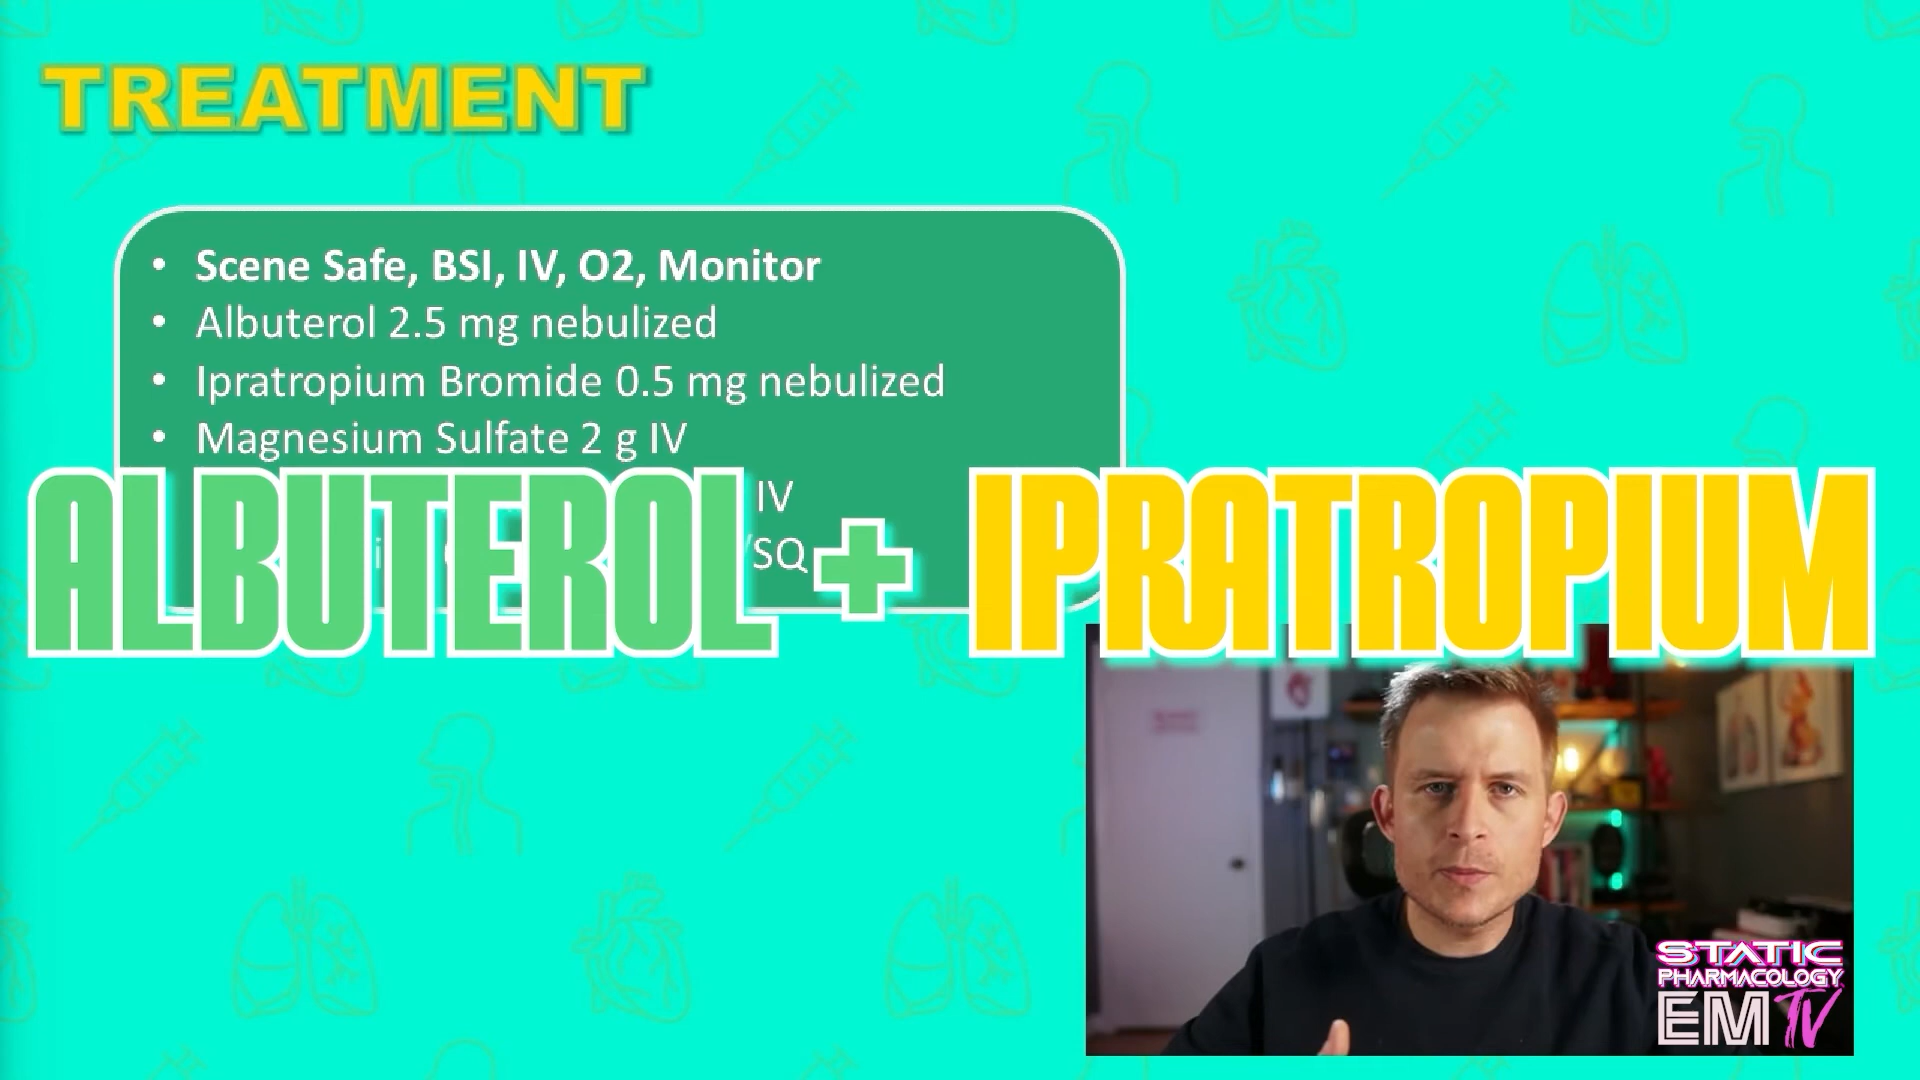 TREATMENT
• Scene Safe, BSI, IV, O2, Monitor
• Albuterol 2.5 mg nebulized
• Ipratropium Bromide 0.5 mg nebulized
• Magnesium Sulfate 2 g IV
IV
/SQ
ALBUTEROL + IPRATROPIUM
STATIC
PHARMACOLOGY
EM TV